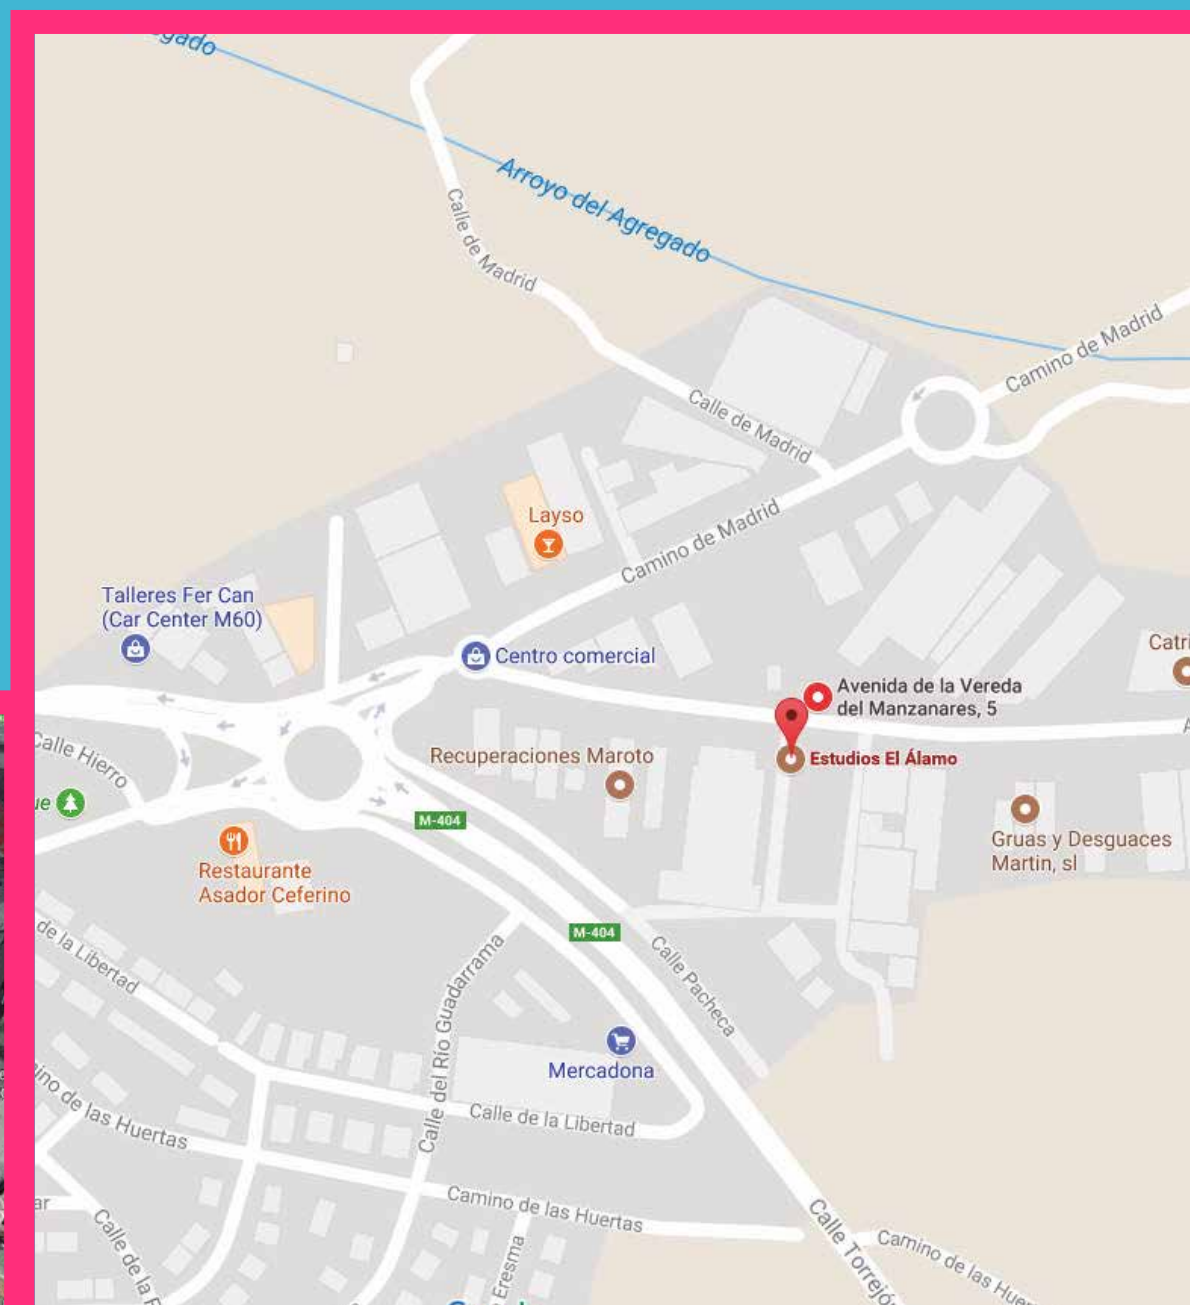 Arroyo del Agregado
Calle de Madrid
Camino de Madrid
Calle de Madrid
Layso
Camino de Madrid
Talleres Fer Can
(Car Center M60)
Centro comercial
Avenida de la Vereda
del Manzanares, 5
Calle Hierro
Recuperaciones Maroto
Estudios El Álamo
M-404
Gruas y Desguaces
Martin, sl
Restaurante
Asador Ceferino
M-404
de la Libertad
Calle Pacheca
Calle del Río Guadarrama
Mercadona
Calle de la Libertad
de las Huertas
Camino de las Huertas
Calle de la
Eresma
Calle Torrejó
Camino de las